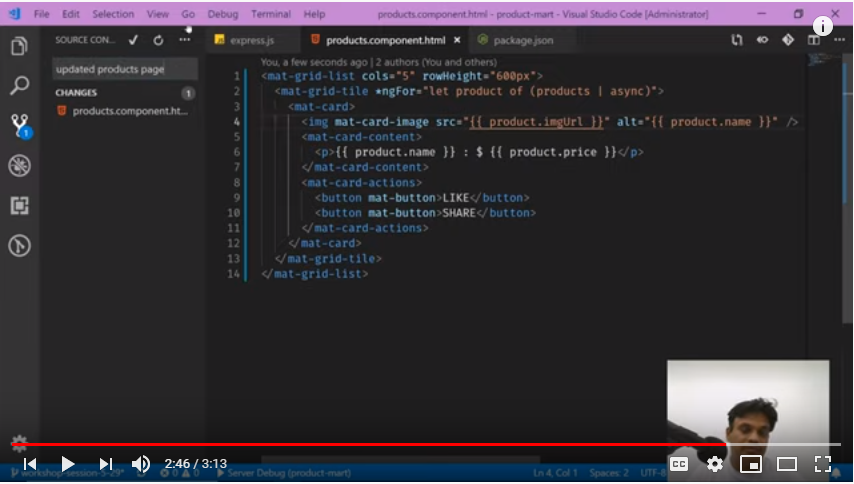 File Edit Selection View Go Debug Terminal Help products.component.html - product-mart - Visual Studio Code [Administrator]
SOURCE CON...
express.js products.component.html package.json
updated products page
CHANGES 1
products.component.ht...
1
You, a few seconds ago | 2 authors (You and others)
1 <mat-grid-list cols="5" rowHeight="600px">
2 <mat-grid-tile *ngFor="let product of (products | async)">
3 <mat-card>
4 <img mat-card-image src="{{ product.imgUrl }}" alt="{{ product.name }}" />
5 <mat-card-content>
6 <p>{{ product.name }} : $ {{ product.price }}</p>
7 </mat-card-content>
8 <mat-card-actions>
9 <button mat-button>LIKE</button>
10 <button mat-button>SHARE</button>
11 </mat-card-actions>
12 </mat-card>
13 </mat-grid-tile>
14 </mat-grid-list>
2:46 / 3:13
CC
workshop-session-5-29* 0 0 Server Debug (product-mart) Ln 4, Col 1 Spaces: 2 UTF-8